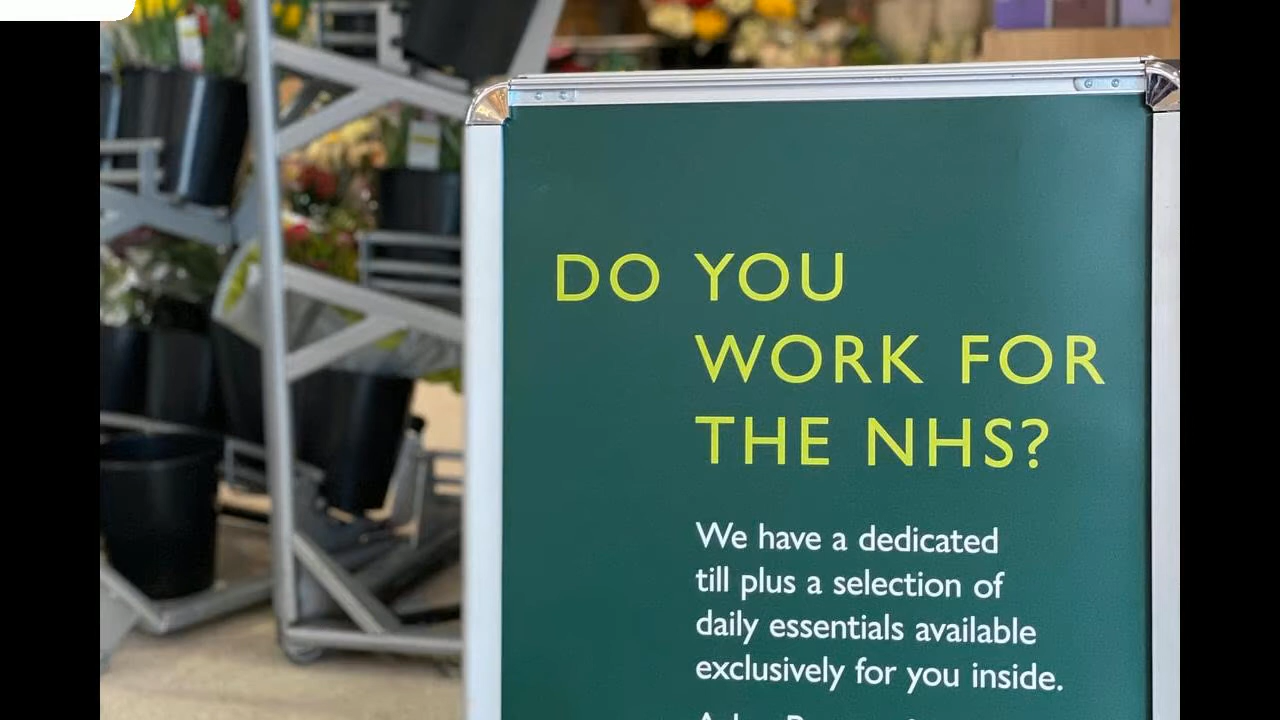 DO YOU
WORK FOR
THE NHS?
We have a dedicated
till plus a selection of
daily essentials available
exclusively for you inside.